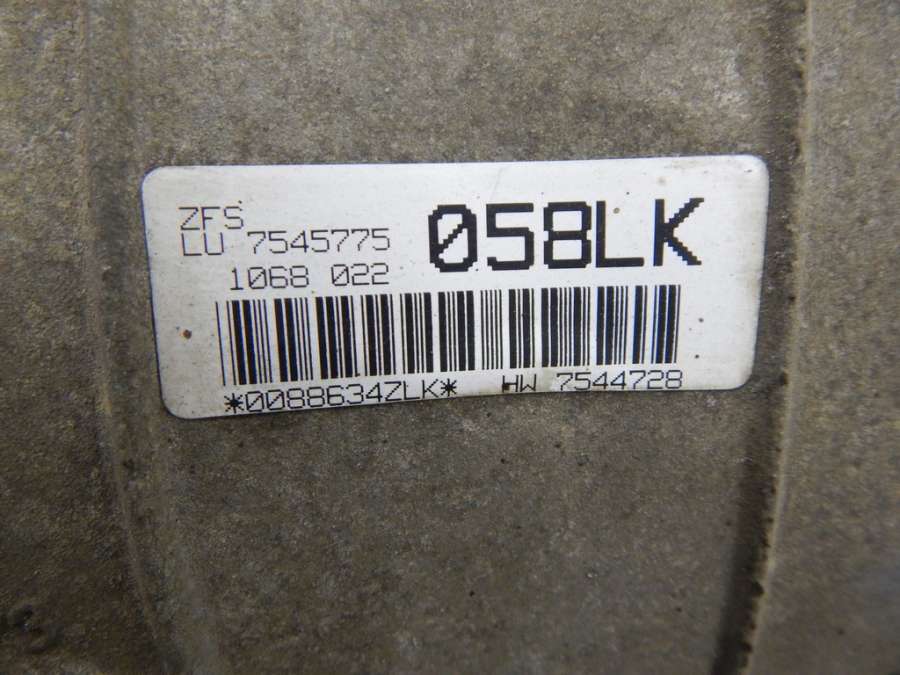 ZFS
LU 7545775
1068 022
058LK
*0088634ZLK* HW 7544728